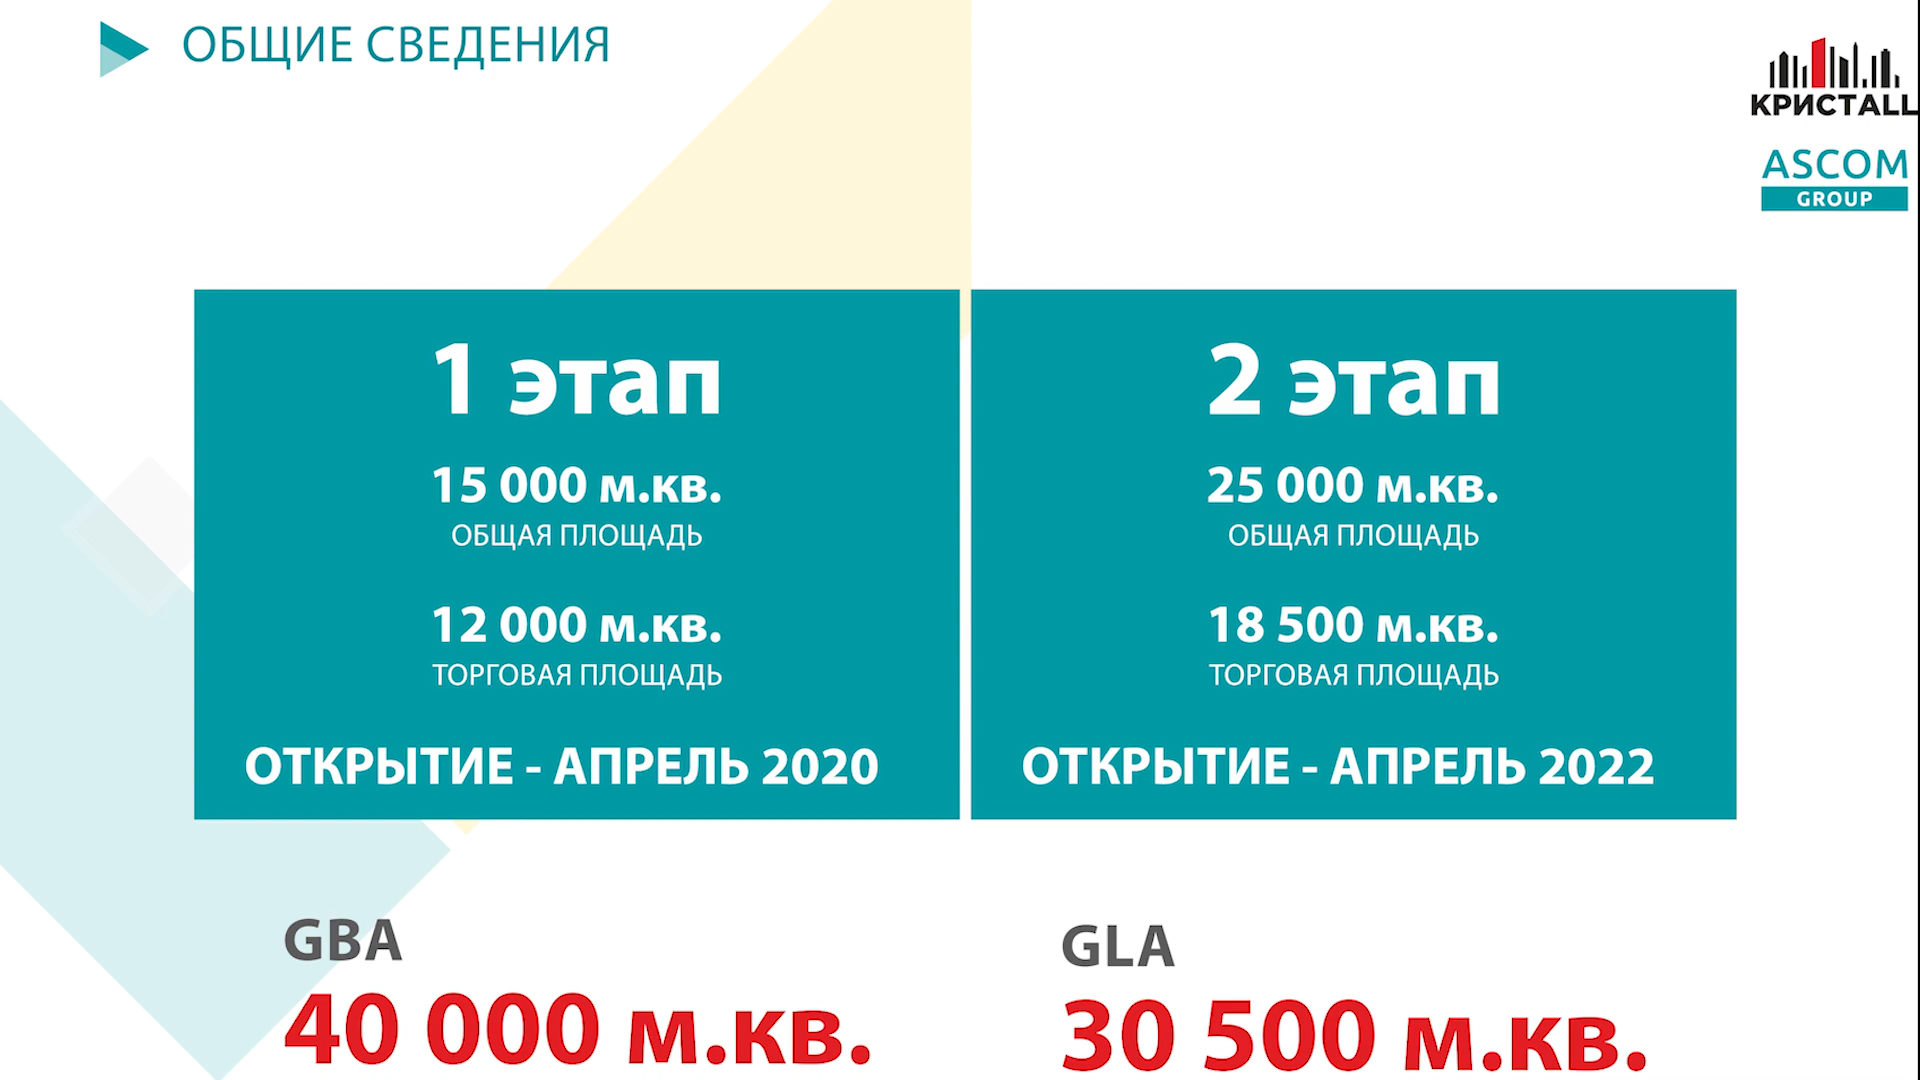 ОБЩИЕ СВЕДЕНИЯ
КРИСТALL
ASCOM
GROUP
1 этап
15 000 м.кв.
ОБЩАЯ ПЛОЩАДЬ
12 000 м.кв.
ТОРГОВАЯ ПЛОЩАДЬ
ОТКРЫТИЕ - АПРЕЛЬ 2020
2 этап
25 000 м.кв.
ОБЩАЯ ПЛОЩАДЬ
18 500 м.кв.
ТОРГОВАЯ ПЛОЩАДЬ
ОТКРЫТИЕ - АПРЕЛЬ 2022
GBA
40 000 м.кв.
GLA
30 500 м.кв.